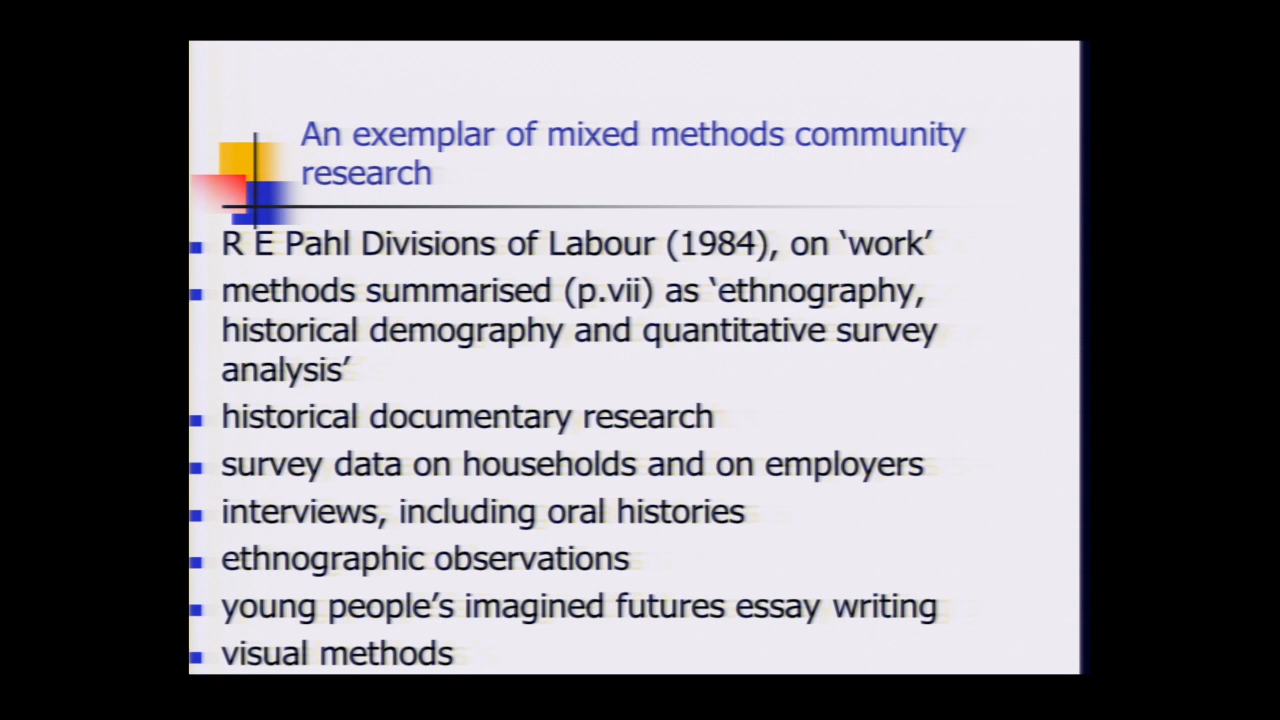 An exemplar of mixed methods community
research
R E Pahl Divisions of Labour (1984), on ‘work’
methods summarised (p.vii) as ‘ethnography,
historical demography and quantitative survey
analysis’
historical documentary research
survey data on households and on employers
interviews, including oral histories
ethnographic observations
young people’s imagined futures essay writing
visual methods